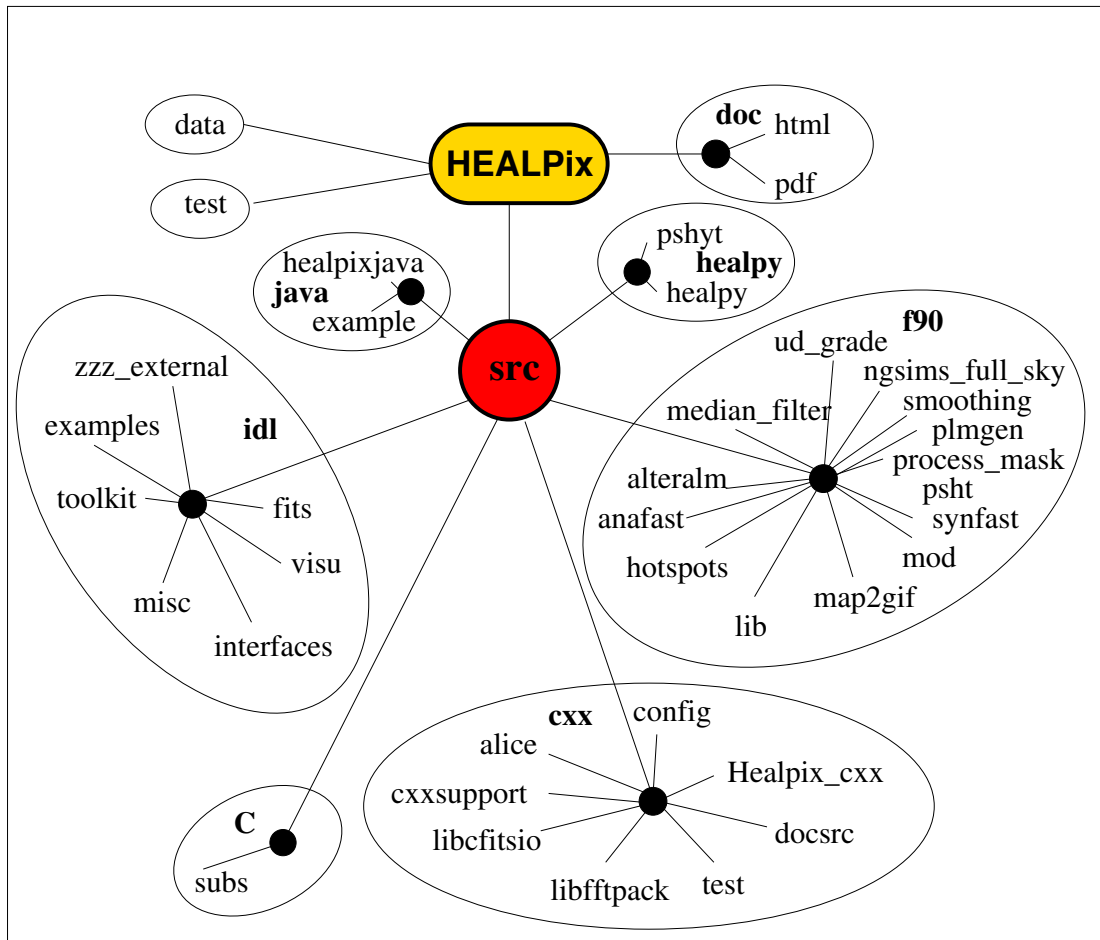 data
HEALPix
doc
html
pdf
test
pshyt
healpy
healpy
healpixjava
java
example
src
f90
ud_grade
ngsims_full_sky
smoothing
median_filter
plmgen
process_mask
alteralm
psht
anafast
synfast
mod
hotspots
map2gif
lib
zzz_external
examples
idl
toolkit
fits
visu
misc
interfaces
cxx
config
alice
Healpix_cxx
cxxsupport
libcfitsio
docsrc
libfftpack
test
C
subs